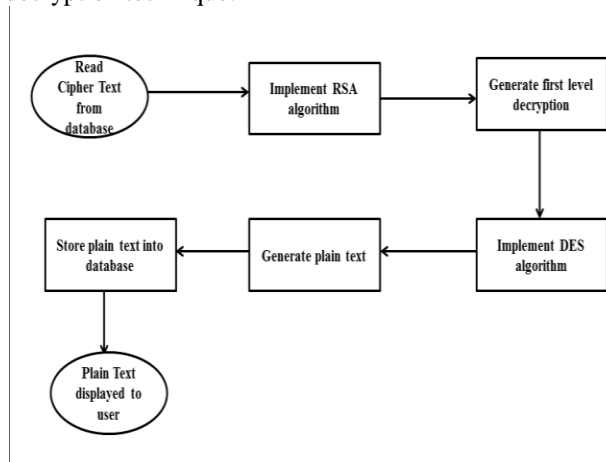 Read
Cipher Text
from
database
Implement RSA
algorithm
Generate first level
decryption
Implement DES
algorithm
Generate plain text
Store plain text into
database
Plain Text
displayed to
user